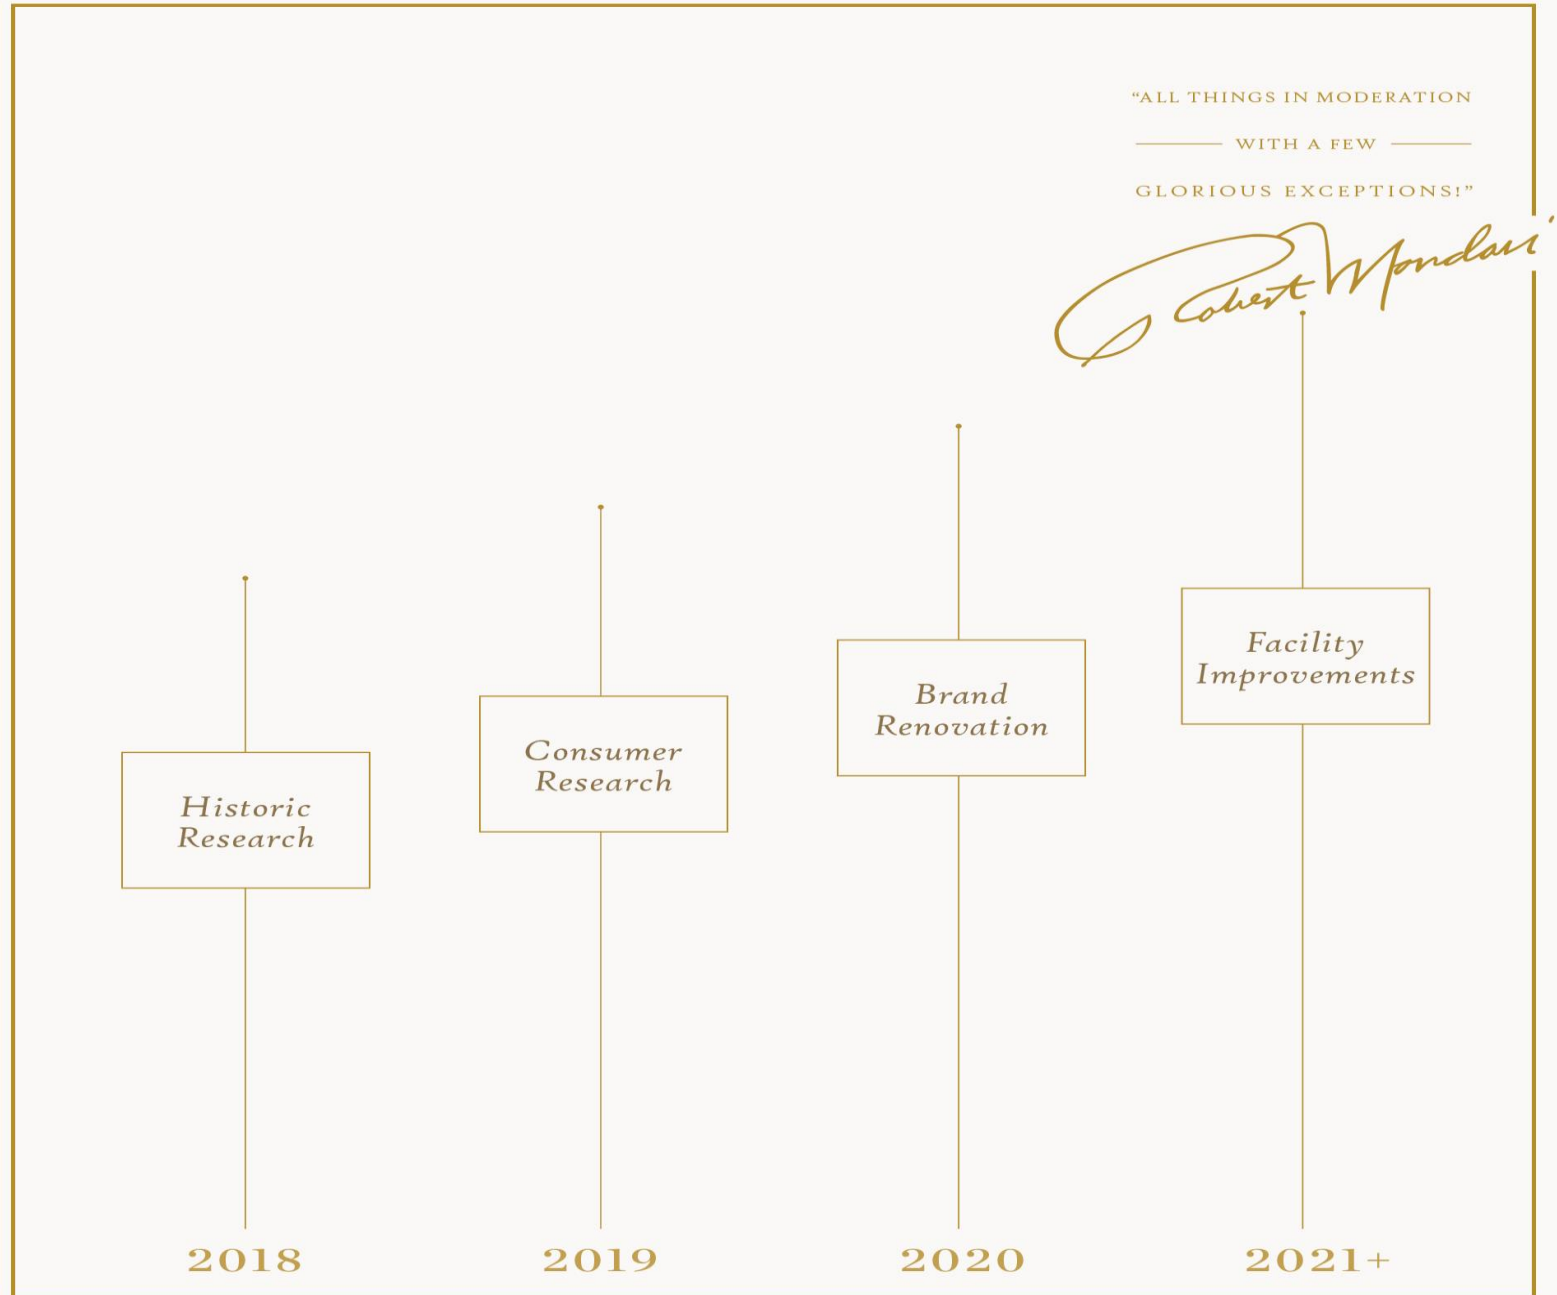 “ALL THINGS IN MODERATION
WITH A FEW
GLORIOUS EXCEPTIONS!”
Robert Mondavi
Facility
Improvements
Brand
Renovation
Consumer
Research
Historic
Research
2018
2019
2020
2021+